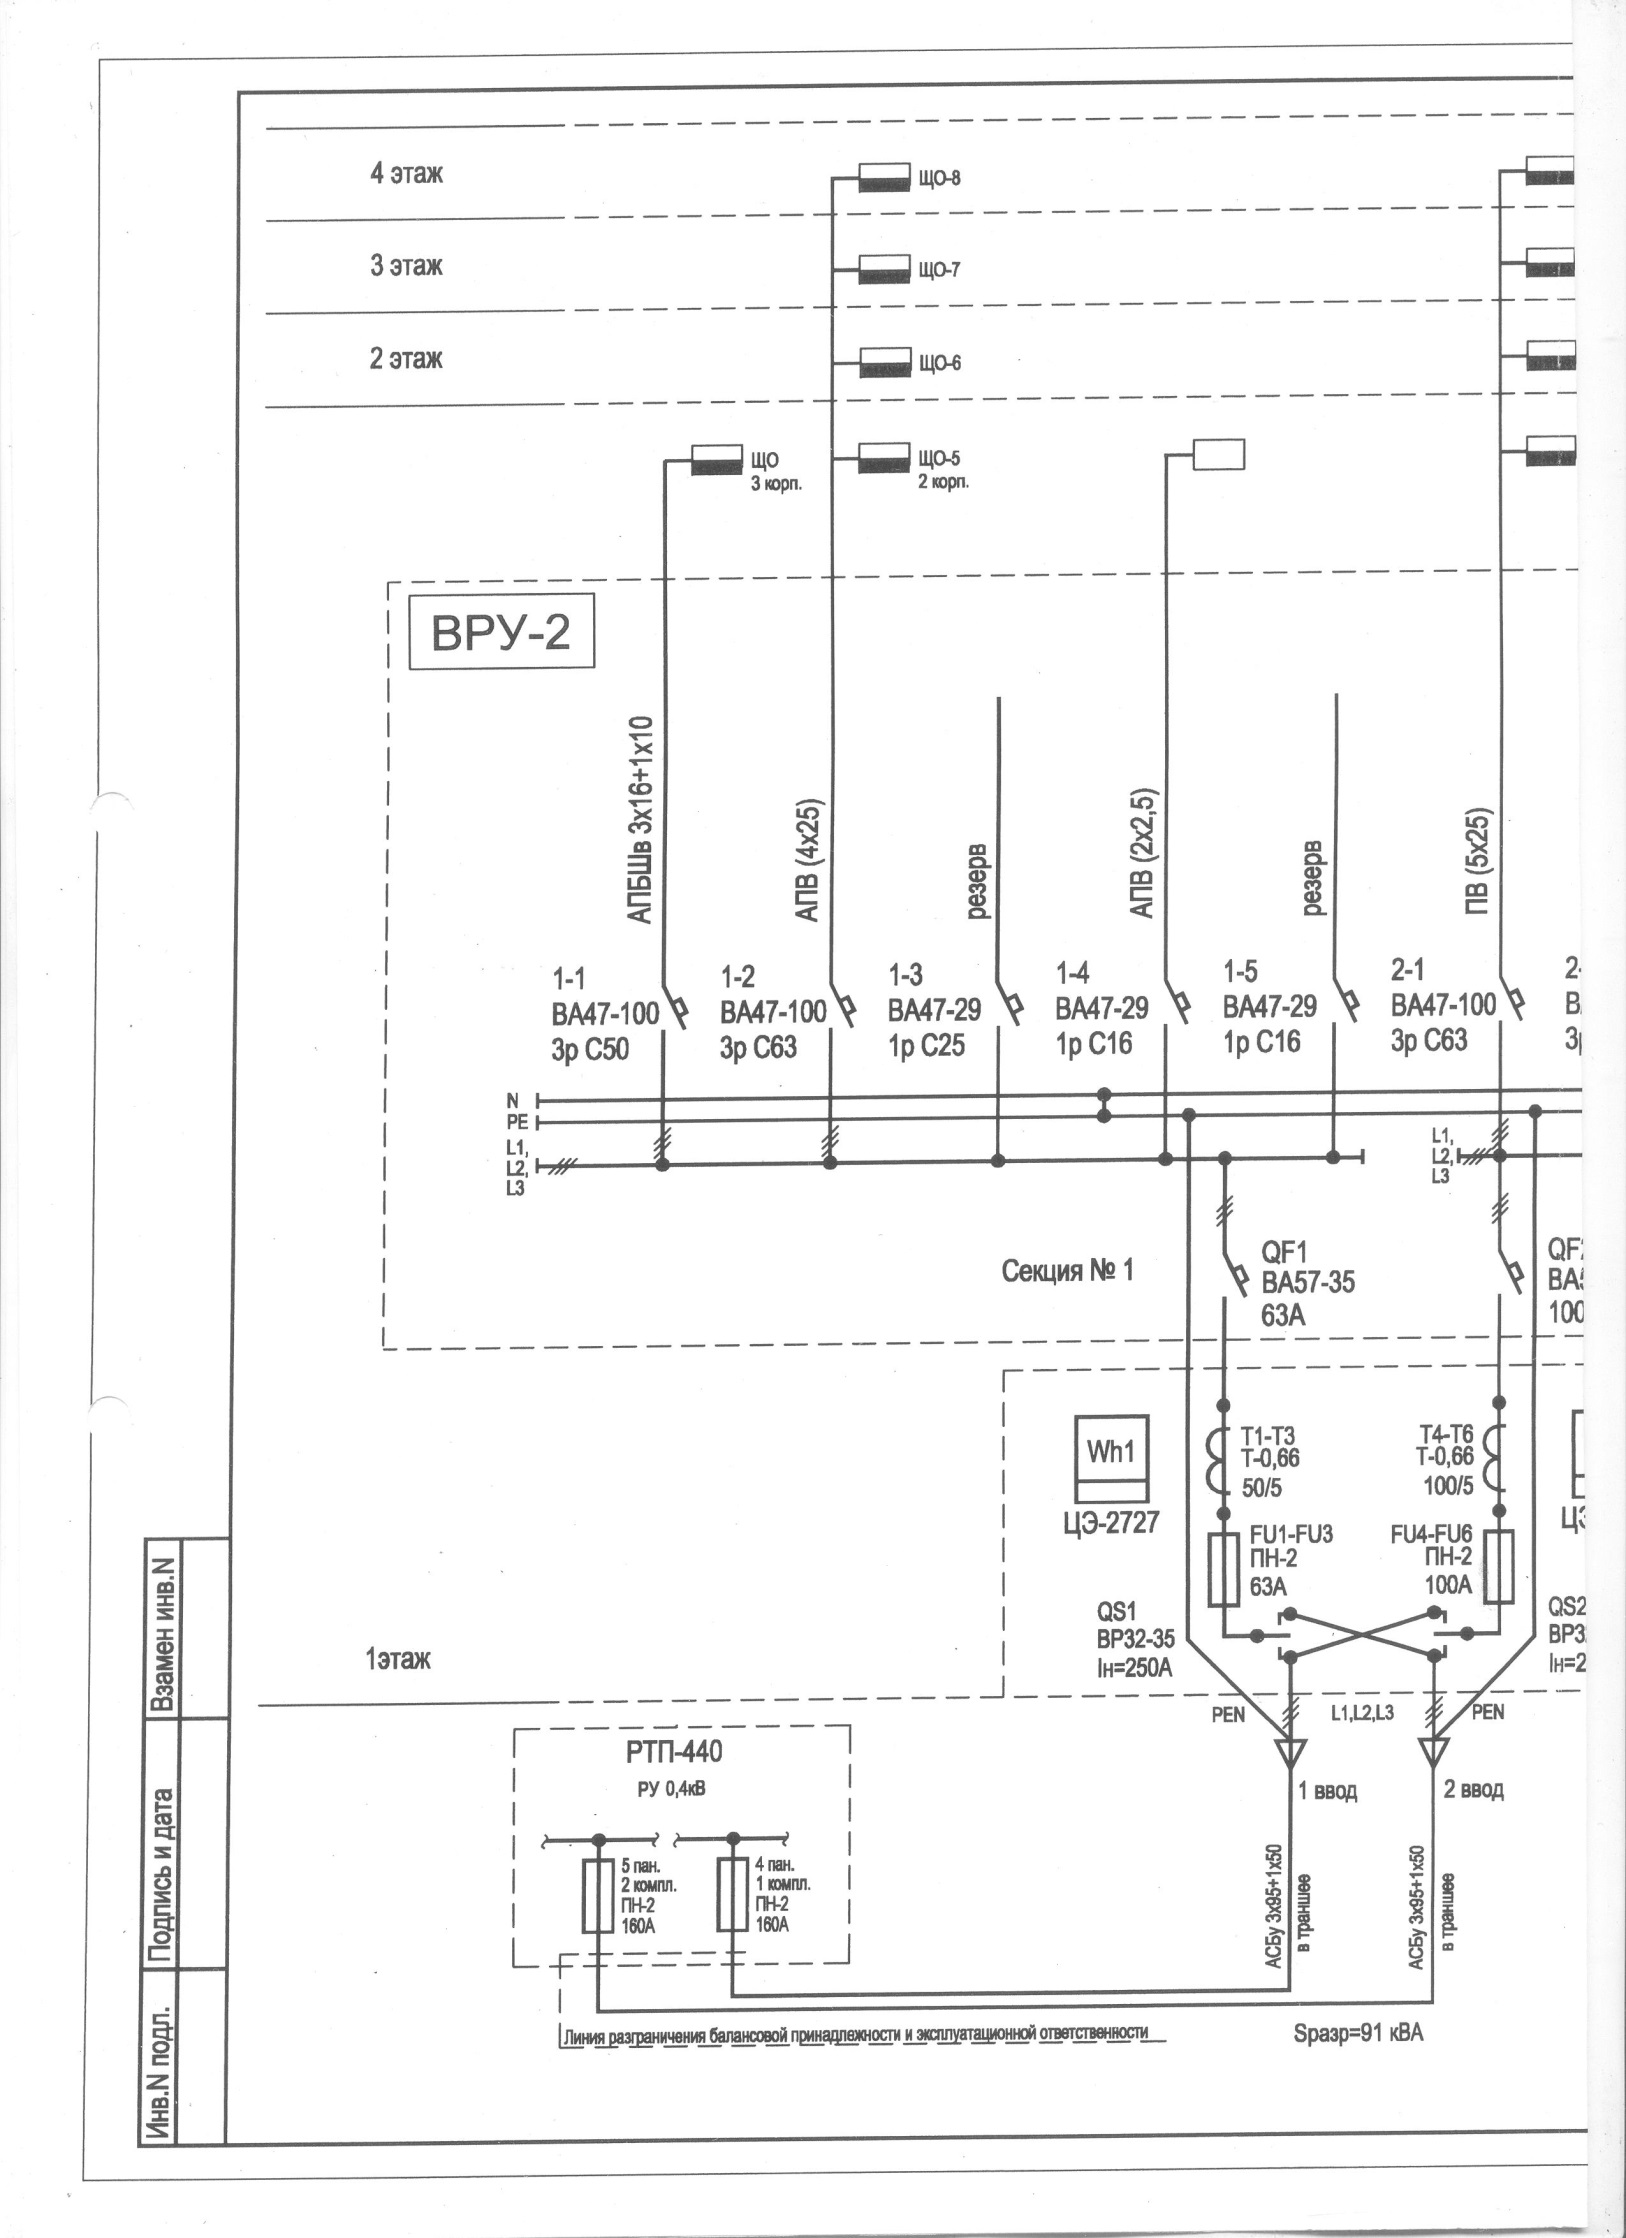 4 этаж
ЩО-8
3 этаж
ЩО-7
2 этаж
ЩО-6
ЩО
3 корп.
ЩО-5
2 корп.
ВРУ-2
АПБШв 3х16+1х10
АПВ (4х25)
резерв
АПВ (2х2,5)
резерв
ПВ (5х25)
1-1
ВА47-100
3р С50
1-2
ВА47-100
3р С63
1-3
ВА47-29
1р С25
1-4
ВА47-29
1р С16
1-5
ВА47-29
1р С16
2-1
ВА47-100
3р С63
N
PE
L1,
L2,
L3
L1,
L2,
L3
Секция № 1
QF1
ВА57-35
63А
100
Wh1
ЦЭ-2727
Т1-Т3
Т-0,66
50/5
Т4-Т6
Т-0,66
100/5
FU1-FU3
ПН-2
63А
FU4-FU6
ПН-2
100А
QS1
ВР32-35
Iн=250А
QS2
1этаж
PEN
L1,L2,L3
PEN
1 ввод
2 ввод
РТП-440
РУ 0,4кВ
5 пан.
2 компл.
ПН-2
160А
4 пан.
1 компл.
ПН-2
160А
АСБу 3х95+1х50
в траншее
АСБу 3х95+1х50
в траншее
Линия разграничения балансовой принадлежности и эксплуатационной ответственности
Sразр=91 кВА
Взамен инв.N
Подпись и дата
Инв.N подл.